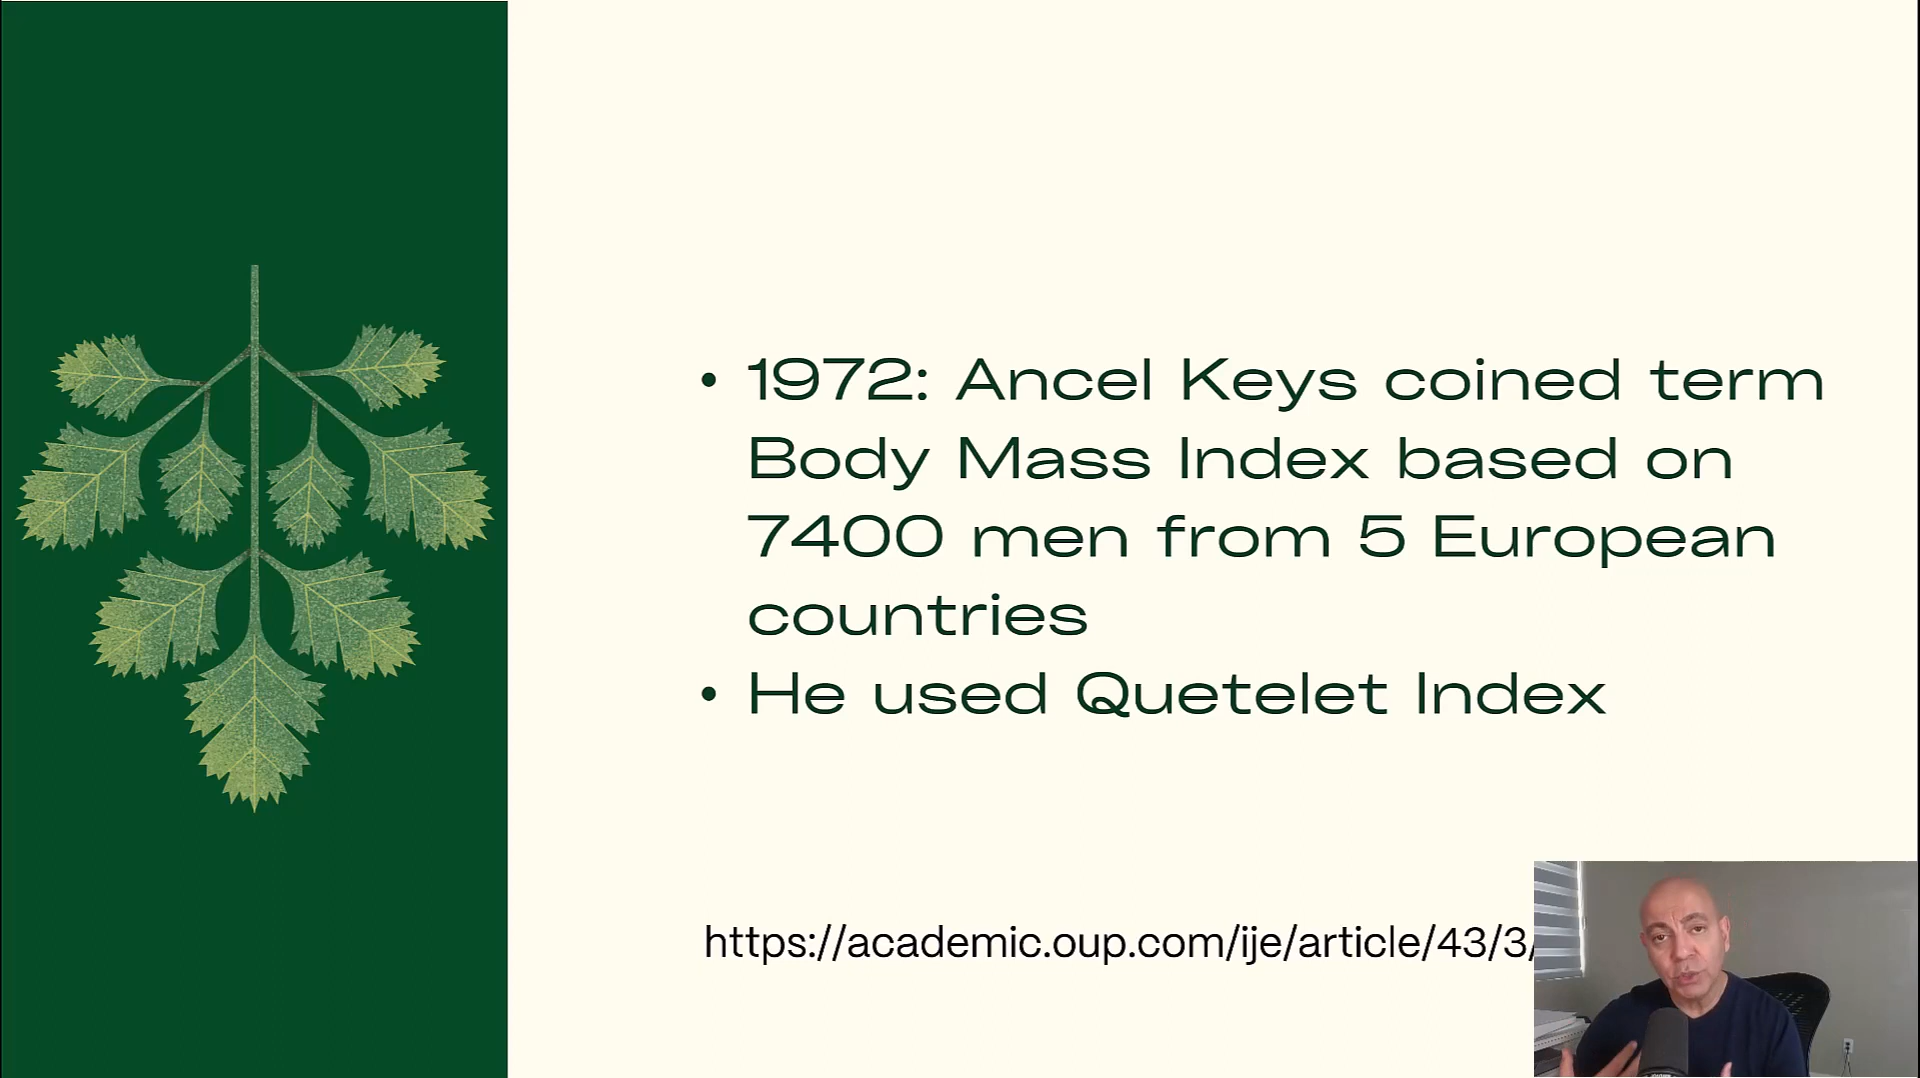 • 1972: Ancel Keys coined term
Body Mass Index based on
7400 men from 5 European
countries
• He used Quetelet Index
https://academic.oup.com/ije/article/43/3/